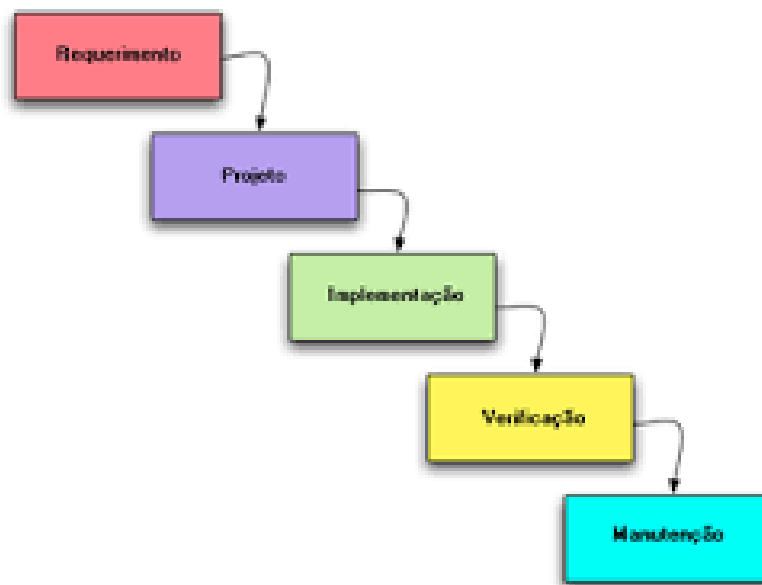 Requerimento
Projeto
Implementação
Verificação
Manutenção